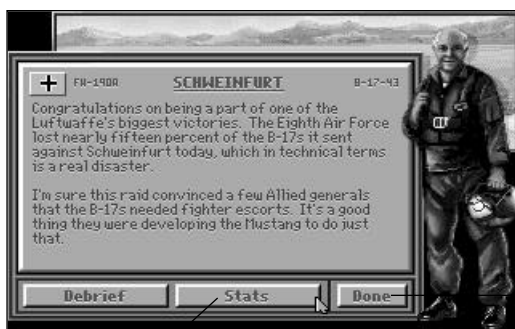 FW-190A SCHWEINFURT 8-17-43
Congratulations on being a part of one of the
Luftwaffe's biggest victories. The Eighth Air Force
lost nearly fifteen percent of the B-17s it sent
against Schweinfurt today, which in technical terms
is a real disaster.
I'm sure this raid convinced a few Allied generals
that the B-17s needed fighter escorts. It's a good
thing they were developing the Mustang to do just
that.
Debrief Stats Done